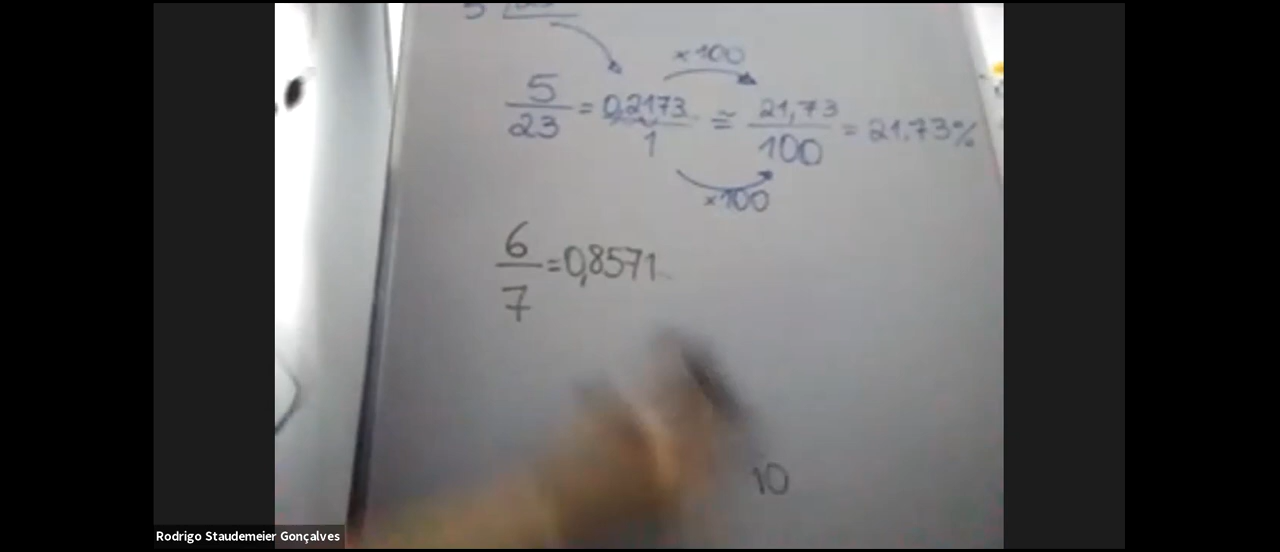 5
5/23 = 0,2173/1 ≅ 21,73/100 = 21,73%
×100
×100
6/7 = 0,8571
10
Rodrigo Staudemeier Gonçalves